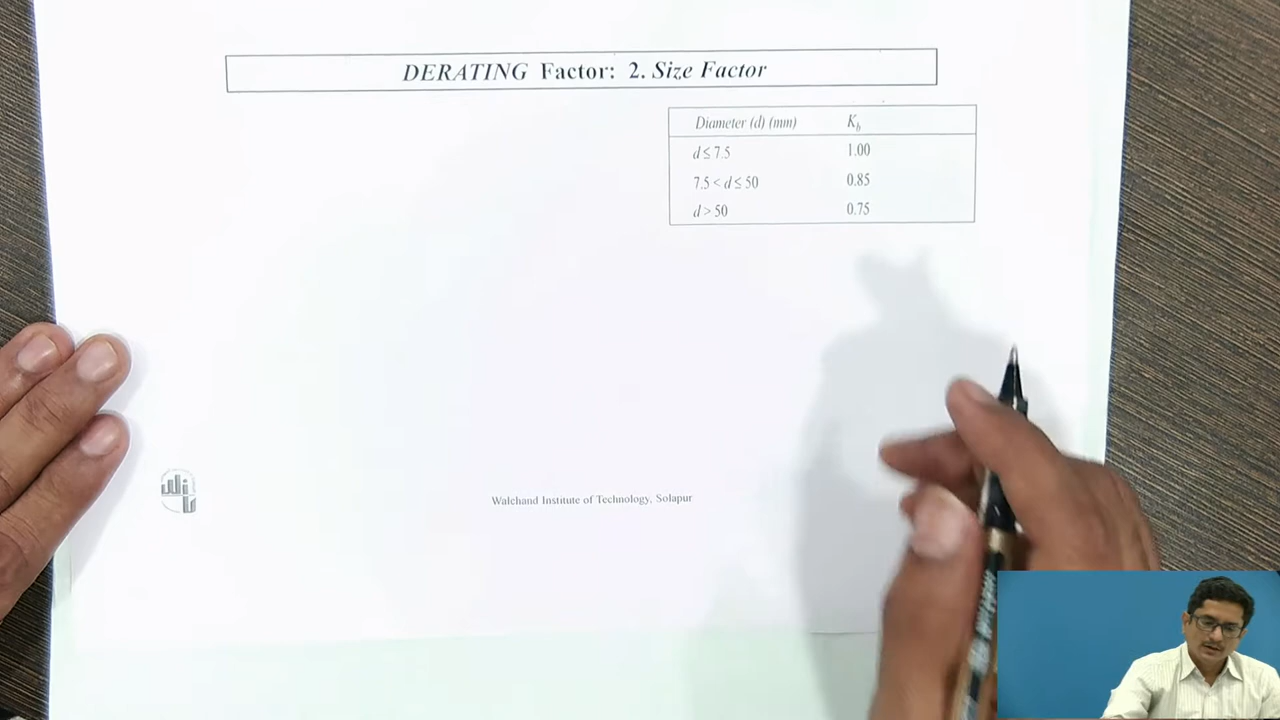 DERATING Factor: 2. Size Factor
Diameter (d) (mm) K_b
d ≤ 7.5 1.00
7.5 < d ≤ 50 0.85
d > 50 0.75
Walchand Institute of Technology, Solapur